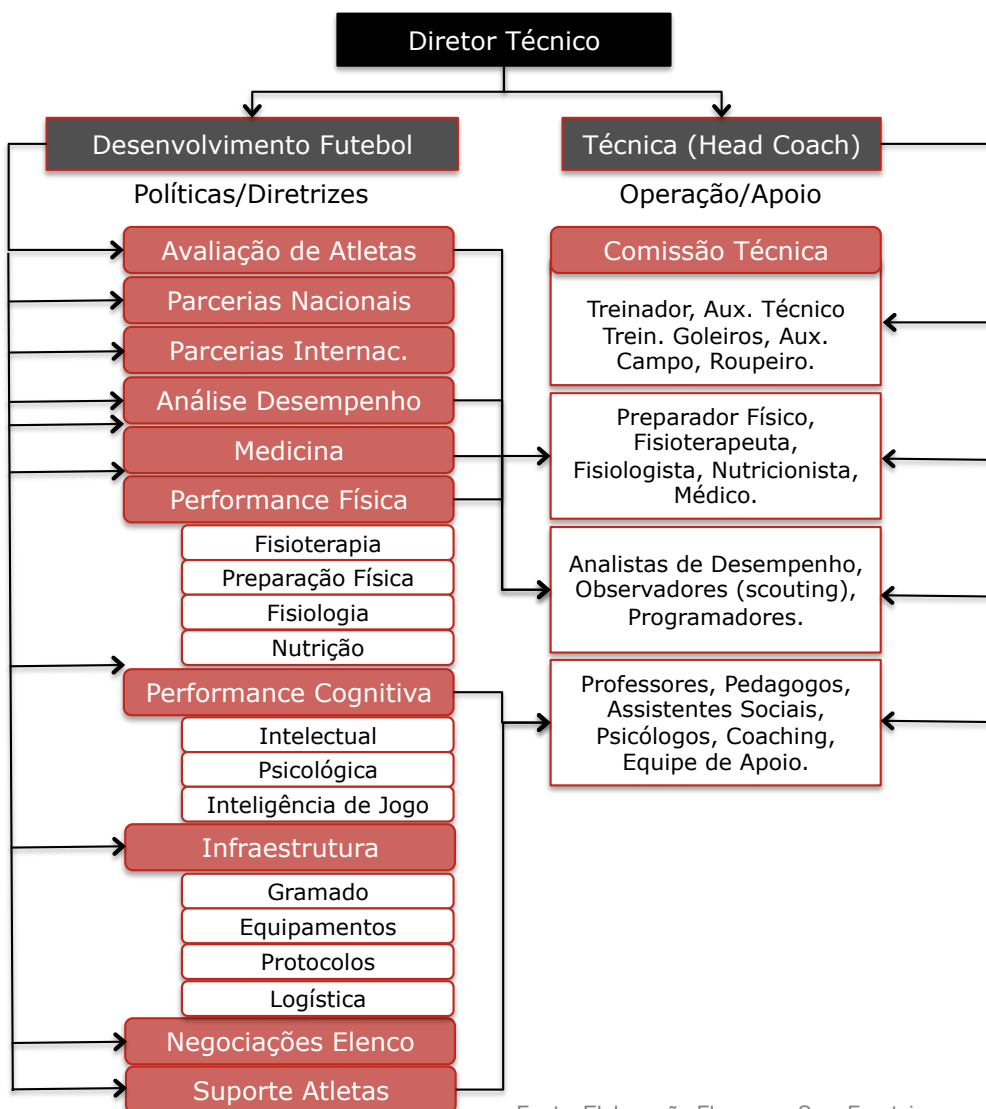 Diretor Técnico
Desenvolvimento Futebol
Técnica (Head Coach)
Políticas/Diretrizes
Operação/Apoio
Avaliação de Atletas
Parcerias Nacionais
Parcerias Internac.
Análise Desempenho
Medicina
Performance Física
Fisioterapia
Preparação Física
Fisiologia
Nutrição
Performance Cognitiva
Intelectual
Psicológica
Inteligência de Jogo
Infraestrutura
Gramado
Equipamentos
Protocolos
Logística
Negociações Elenco
Suporte Atletas
Comissão Técnica
Treinador, Aux. Técnico
Trein. Goleiros, Aux.
Campo, Roupeiro.
Preparador Físico,
Fisioterapeuta,
Fisiologista, Nutricionista,
Médico.
Analistas de Desempenho,
Observadores (scouting),
Programadores.
Professores, Pedagogos,
Assistentes Sociais,
Psicólogos, Coaching,
Equipe de Apoio.